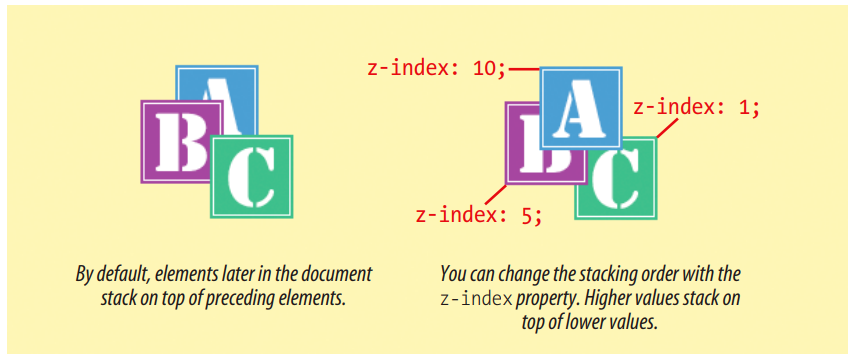 A
B
C
z-index: 10;
A
z-index: 1;
B
C
z-index: 5;
By default, elements later in the document
stack on top of preceding elements.
You can change the stacking order with the
z-index property. Higher values stack on
top of lower values.